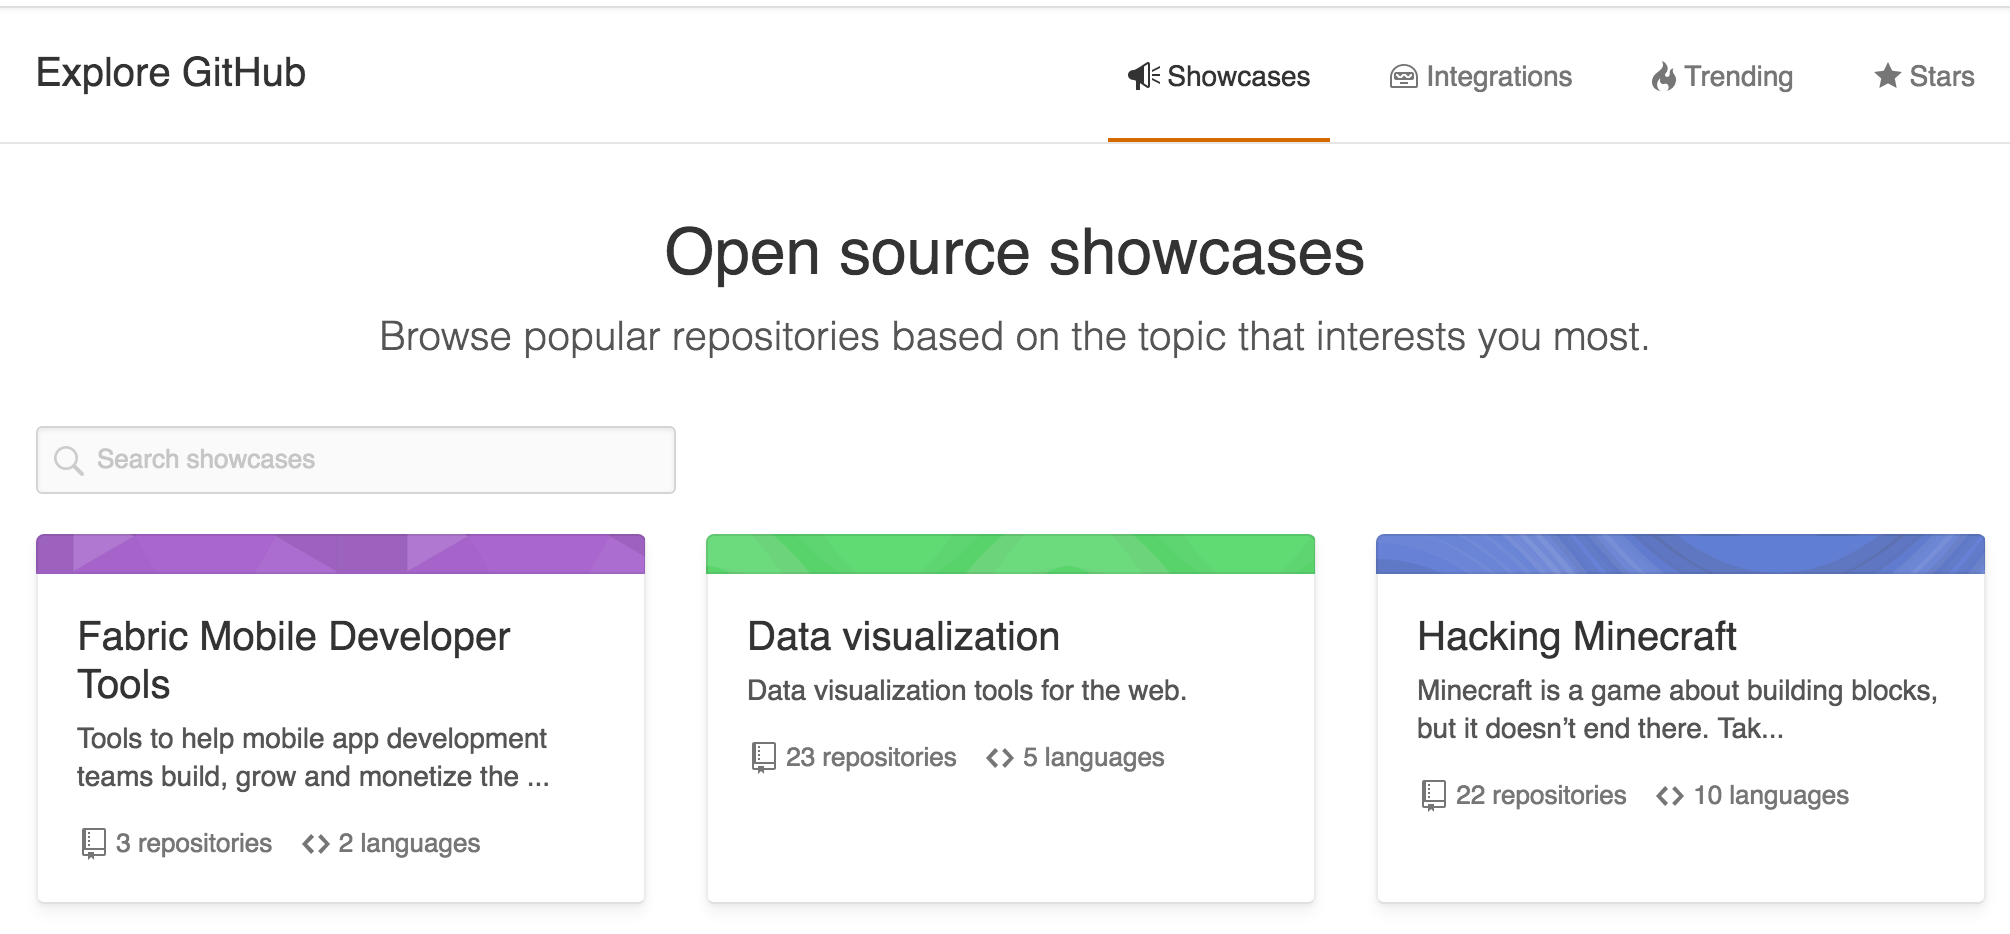 Explore GitHub
Showcases
Integrations
Trending
Stars
Open source showcases
Browse popular repositories based on the topic that interests you most.
Search showcases
Fabric Mobile Developer
Tools
Tools to help mobile app development
teams build, grow and monetize the ...
3 repositories
2 languages
Data visualization
Data visualization tools for the web.
23 repositories
5 languages
Hacking Minecraft
Minecraft is a game about building blocks,
but it doesn’t end there. Tak...
22 repositories
10 languages